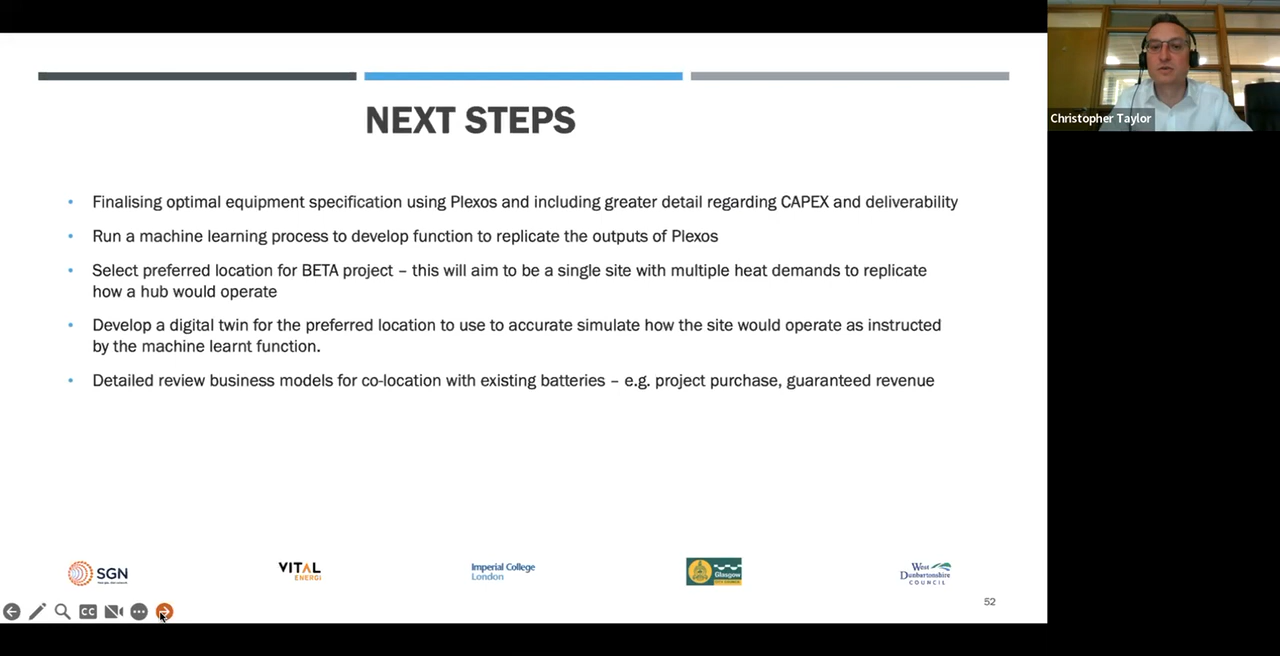 Christopher Taylor
NEXT STEPS
• Finalising optimal equipment specification using Plexos and including greater detail regarding CAPEX and deliverability
• Run a machine learning process to develop function to replicate the outputs of Plexos
• Select preferred location for BETA project – this will aim to be a single site with multiple heat demands to replicate
how a hub would operate
• Develop a digital twin for the preferred location to use to accurate simulate how the site would operate as instructed
by the machine learnt function.
• Detailed review business models for co-location with existing batteries – e.g. project purchase, guaranteed revenue
SGN
VITAL
ENERGI
Imperial College
London
Glasgow
West
Dunbartonshire
COUNCIL
52
CC